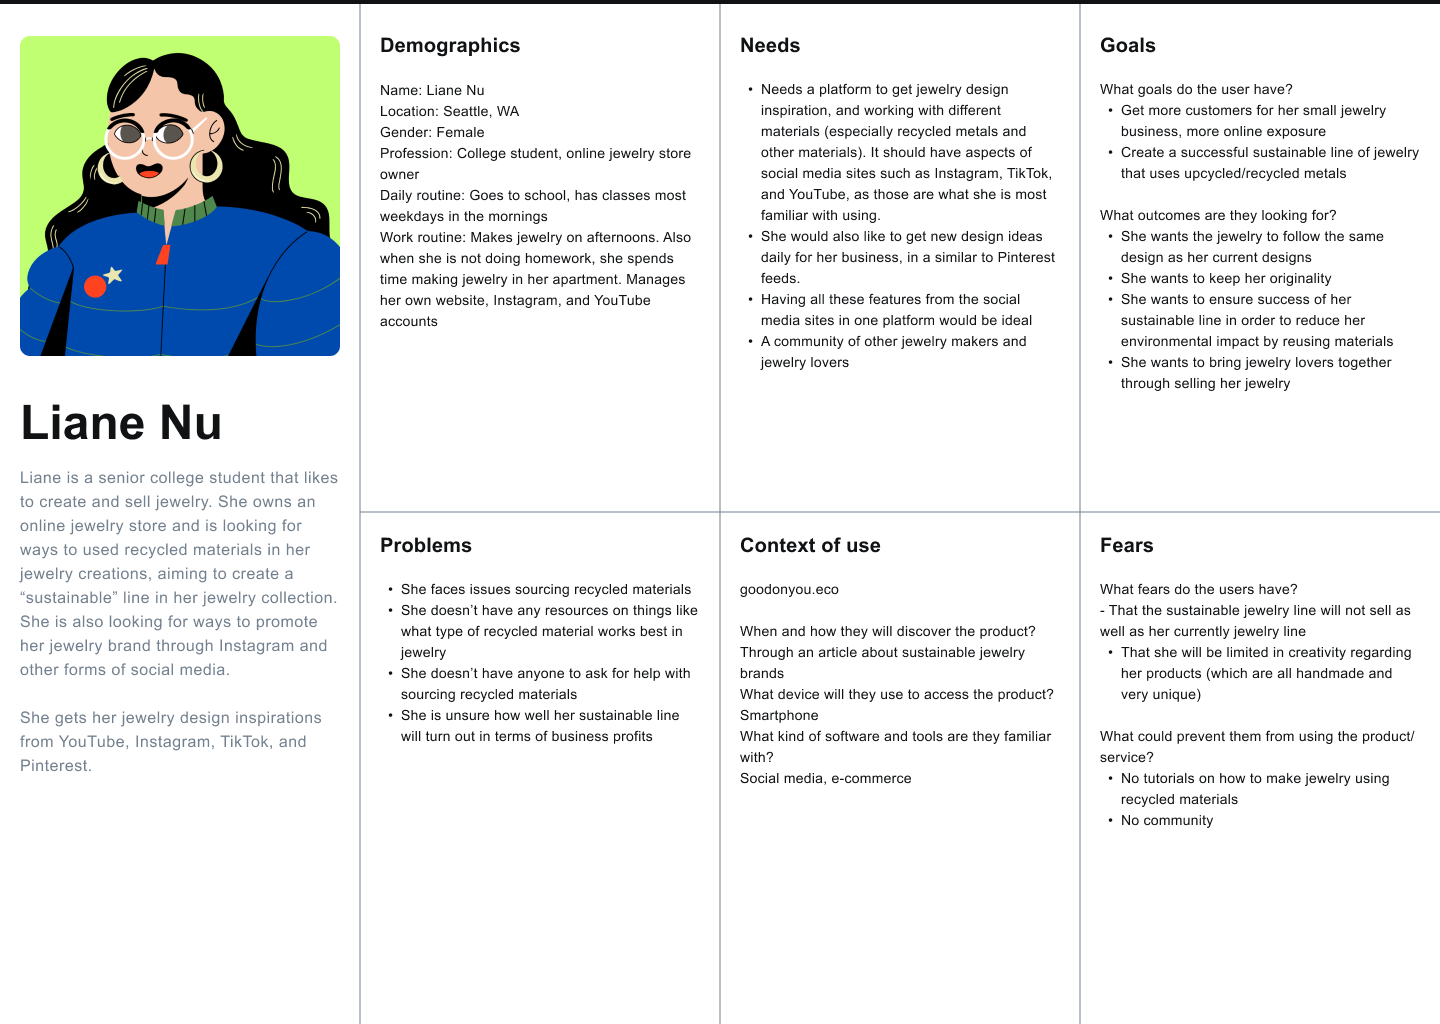 Liane Nu
Liane is a senior college student that likes
to create and sell jewelry. She owns an
online jewelry store and is looking for
ways to used recycled materials in her
jewelry creations, aiming to create a
“sustainable” line in her jewelry collection.
She is also looking for ways to promote
her jewelry brand through Instagram and
other forms of social media.
She gets her jewelry design inspirations
from YouTube, Instagram, TikTok, and
Pinterest.
Demographics
Name: Liane Nu
Location: Seattle, WA
Gender: Female
Profession: College student, online jewelry store
owner
Daily routine: Goes to school, has classes most
weekdays in the mornings
Work routine: Makes jewelry on afternoons. Also
when she is not doing homework, she spends
time making jewelry in her apartment. Manages
her own website, Instagram, and YouTube
accounts
Needs
• Needs a platform to get jewelry design
inspiration, and working with different
materials (especially recycled metals and
other materials). It should have aspects of
social media sites such as Instagram, TikTok,
and YouTube, as those are what she is most
familiar with using.
• She would also like to get new design ideas
daily for her business, in a similar to Pinterest
feeds.
• Having all these features from the social
media sites in one platform would be ideal
• A community of other jewelry makers and
jewelry lovers
Goals
What goals do the user have?
• Get more customers for her small jewelry
business, more online exposure
• Create a successful sustainable line of jewelry
that uses upcycled/recycled metals
What outcomes are they looking for?
• She wants the jewelry to follow the same
design as her current designs
• She wants to keep her originality
• She wants to ensure success of her
sustainable line in order to reduce her
environmental impact by reusing materials
• She wants to bring jewelry lovers together
through selling her jewelry
Problems
• She faces issues sourcing recycled materials
• She doesn’t have any resources on things like
what type of recycled material works best in
jewelry
• She doesn’t have anyone to ask for help with
sourcing recycled materials
• She is unsure how well her sustainable line
will turn out in terms of business profits
Context of use
goodonyou.eco
When and how they will discover the product?
Through an article about sustainable jewelry
brands
What device will they use to access the product?
Smartphone
What kind of software and tools are they familiar
with?
Social media, e-commerce
Fears
What fears do the users have?
- That the sustainable jewelry line will not sell as
well as her currently jewelry line
• That she will be limited in creativity regarding
her products (which are all handmade and
very unique)
What could prevent them from using the product/
service?
• No tutorials on how to make jewelry using
recycled materials
• No community